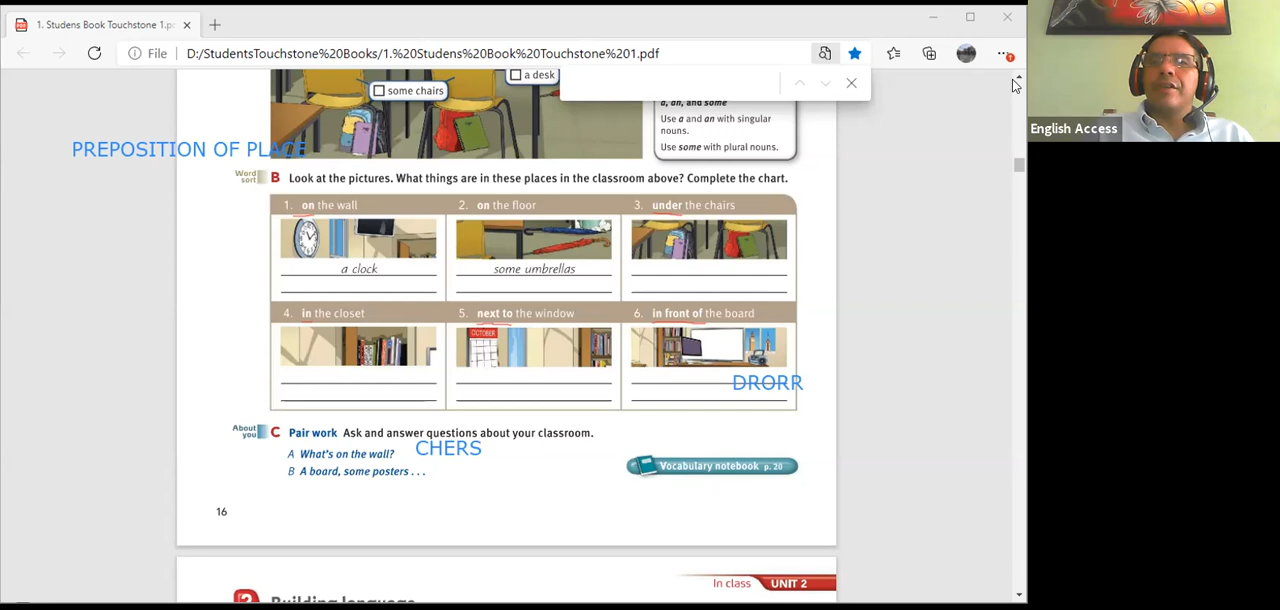 1. Studens Book Touchstone 1.pd
File
D:/StudentsTouchstone%20Books/1.%20Studens%20Book%20Touchstone%201.pdf
English Access
a desk
some chairs
a, an, and some
Use a and an with singular
nouns.
Use some with plural nouns.
PREPOSITION OF PLACE
Word
sort
B Look at the pictures. What things are in these places in the classroom above? Complete the chart.
1. on the wall
2. on the floor
3. under the chairs
a clock
some umbrellas
4. in the closet
5. next to the window
6. in front of the board
OCTOBER
DRORR
About
you
C Pair work Ask and answer questions about your classroom.
CHERS
A What's on the wall?
B A board, some posters . . .
Vocabulary notebook p. 20
16
In class UNIT 2
Building language